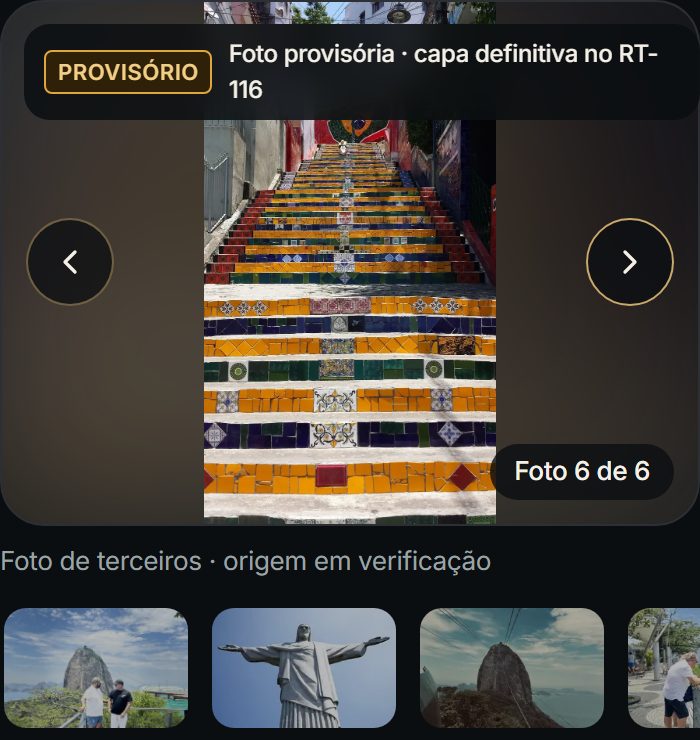 PROVISÓRIO
Foto provisória · capa definitiva no RT-
116
Foto 6 de 6
Foto de terceiros · origem em verificação